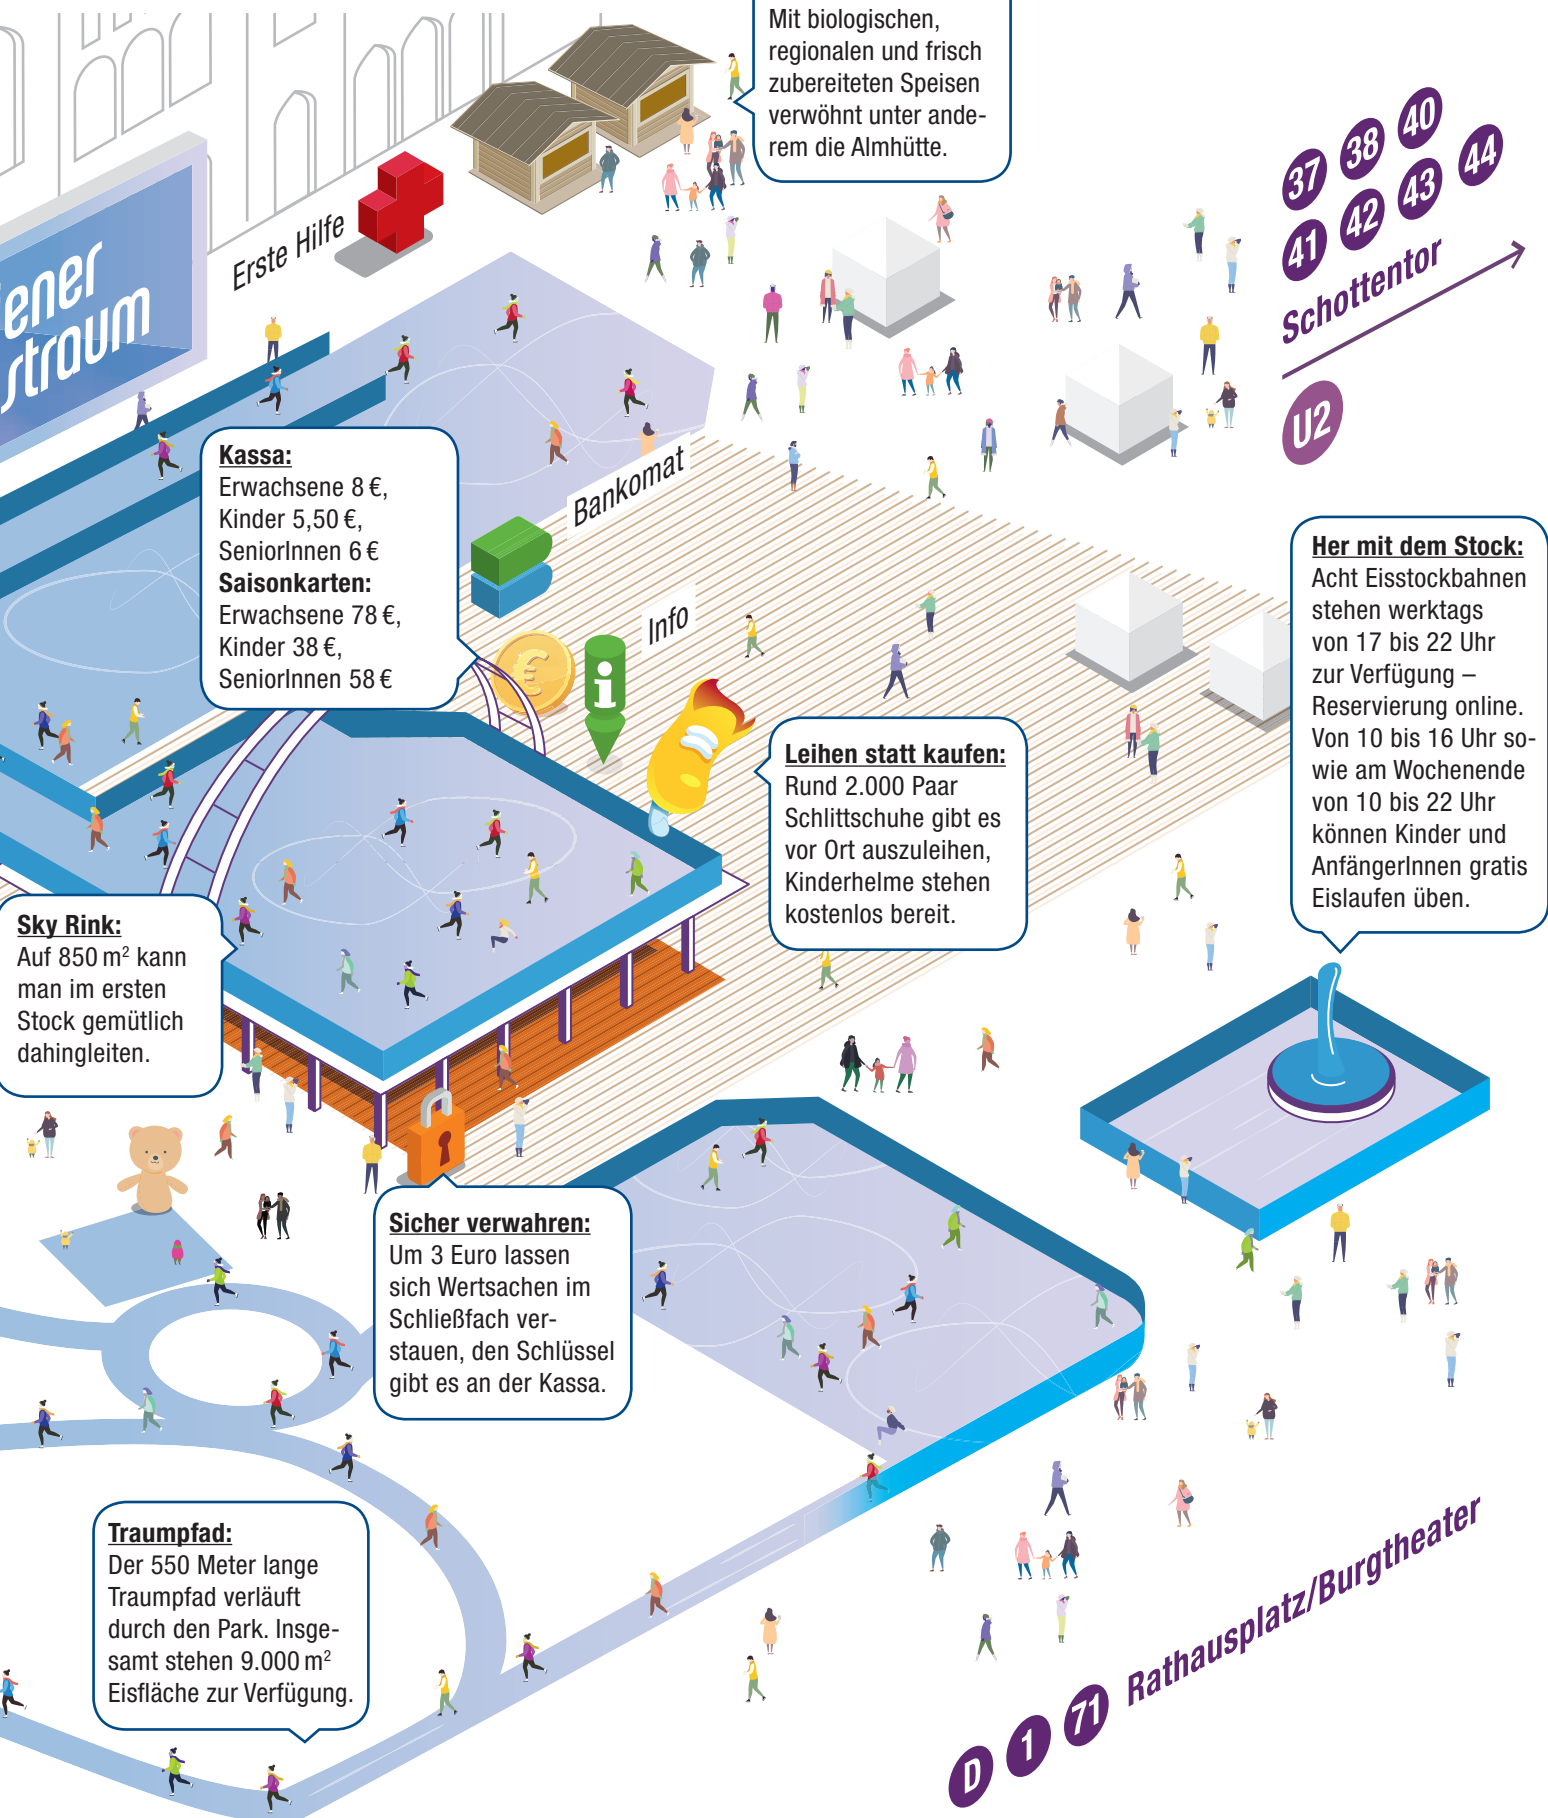 Mit biologischen,
regionalen und frisch
zubereiteten Speisen
verwöhnt unter ande-
rem die Almhütte.
37 38 40
41 42 43 44
Schottentor
U2
Erste Hilfe
ener
straum
Kassa:
Erwachsene 8 €,
Kinder 5,50 €,
SeniorInnen 6 €
Saisonkarten:
Erwachsene 78 €,
Kinder 38 €,
SeniorInnen 58 €
Bankomat
Info
€
i
Her mit dem Stock:
Acht Eisstockbahnen
stehen werktags
von 17 bis 22 Uhr
zur Verfügung –
Reservierung online.
Von 10 bis 16 Uhr so-
wie am Wochenende
von 10 bis 22 Uhr
können Kinder und
AnfängerInnen gratis
Eislaufen üben.
Leihen statt kaufen:
Rund 2.000 Paar
Schlittschuhe gibt es
vor Ort auszuleihen,
Kinderhelme stehen
kostenlos bereit.
Sky Rink:
Auf 850 m² kann
man im ersten
Stock gemütlich
dahingleiten.
Sicher verwahren:
Um 3 Euro lassen
sich Wertsachen im
Schließfach ver-
stauen, den Schlüssel
gibt es an der Kassa.
Traumpfad:
Der 550 Meter lange
Traumpfad verläuft
durch den Park. Insge-
samt stehen 9.000 m²
Eisfläche zur Verfügung.
D 1 71 Rathausplatz/Burgtheater